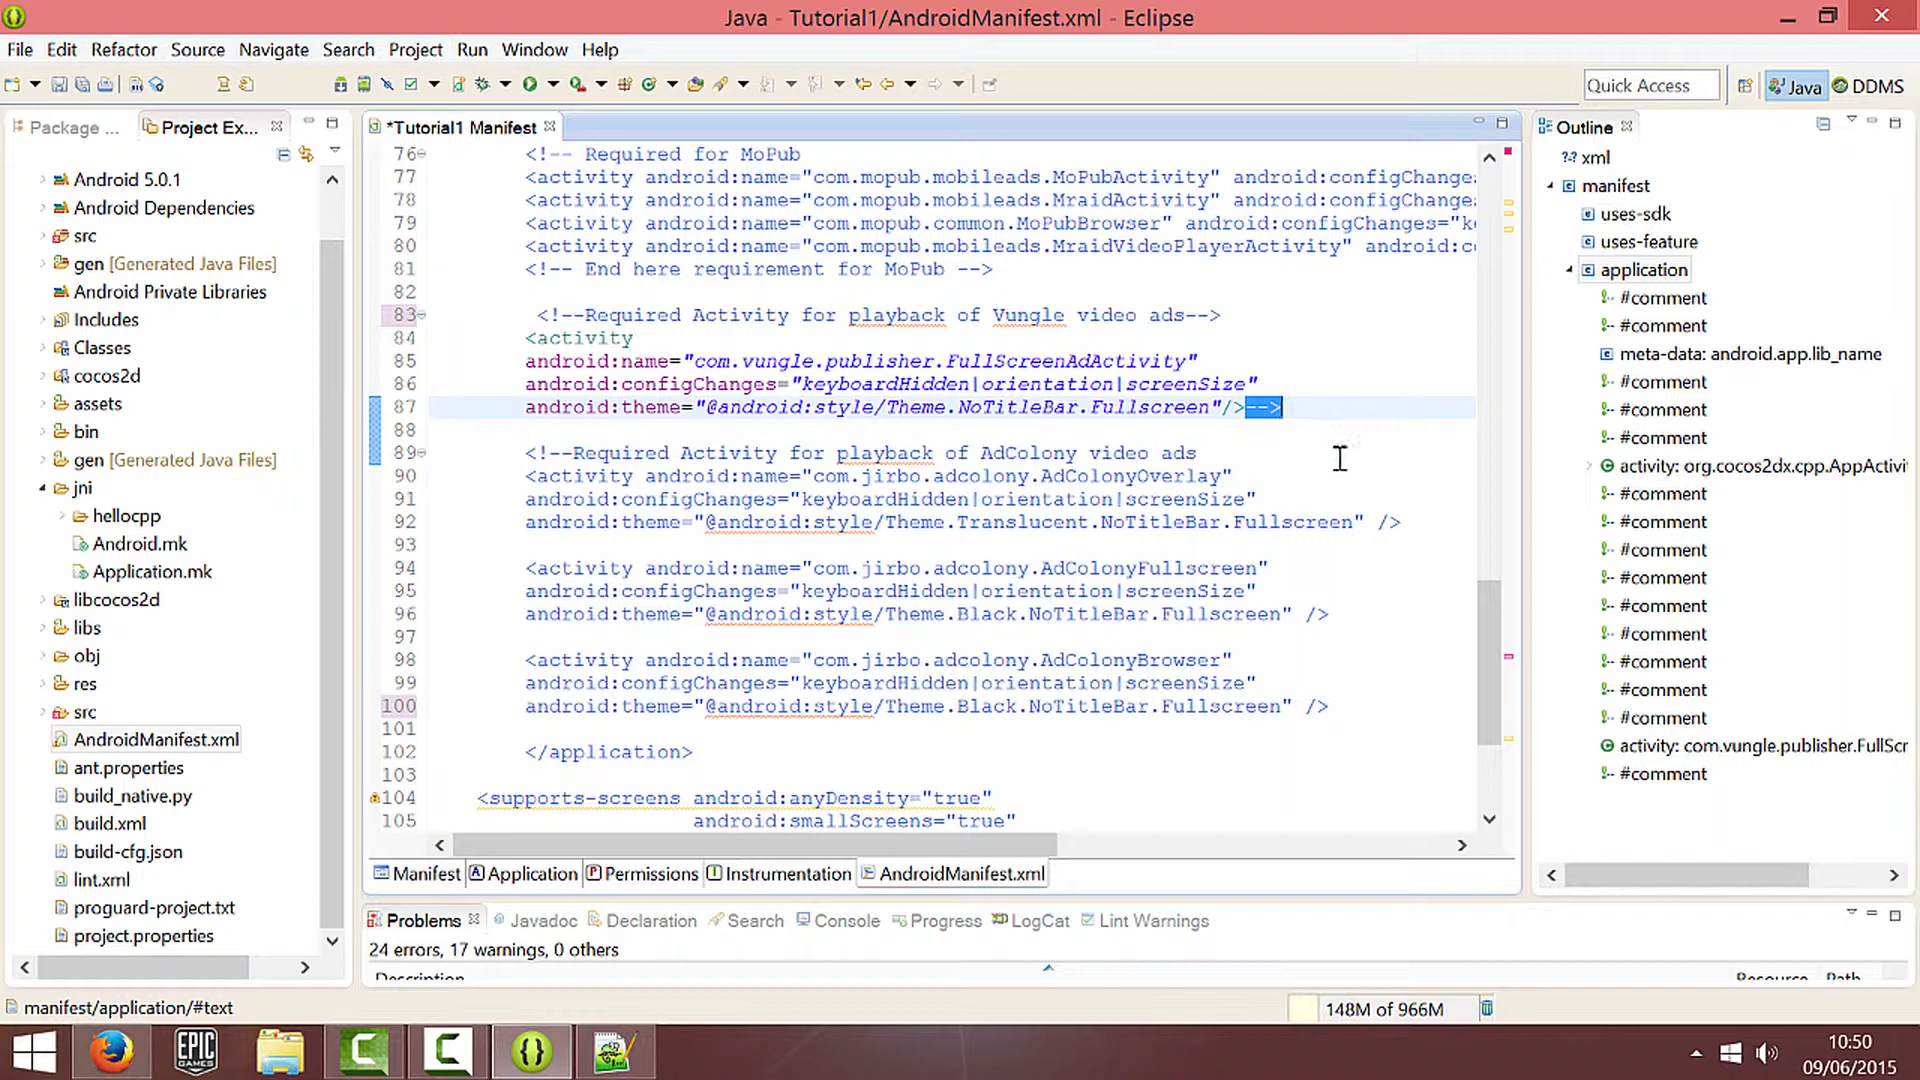 Java - Tutorial1/AndroidManifest.xml - Eclipse
File Edit Refactor Source Navigate Search Project Run Window Help
Quick Access
Java
DDMS
Package ...
Project Ex...
Android 5.0.1
Android Dependencies
src
gen [Generated Java Files]
Android Private Libraries
Includes
Classes
cocos2d
assets
bin
gen [Generated Java Files]
jni
hellocpp
Android.mk
Application.mk
libcocos2d
libs
obj
res
src
AndroidManifest.xml
ant.properties
build_native.py
build.xml
build-cfg.json
lint.xml
proguard-project.txt
project.properties
*Tutorial1 Manifest
76 <!-- Required for MoPub
77 <activity android:name="com.mopub.mobileads.MoPubActivity" android:configChange
78 <activity android:name="com.mopub.mobileads.MraidActivity" android:configChange
79 <activity android:name="com.mopub.common.MoPubBrowser" android:configChanges="k
80 <activity android:name="com.mopub.mobileads.MraidVideoPlayerActivity" android:c
81 <!-- End here requirement for MoPub -->
82
83 <!--Required Activity for playback of Vungle video ads-->
84 <activity
85 android:name="com.vungle.publisher.FullScreenAdActivity"
86 android:configChanges="keyboardHidden|orientation|screenSize"
87 android:theme="@android:style/Theme.NoTitleBar.Fullscreen"/>-->
88
89 <!--Required Activity for playback of AdColony video ads
90 <activity android:name="com.jirbo.adcolony.AdColonyOverlay"
91 android:configChanges="keyboardHidden|orientation|screenSize"
92 android:theme="@android:style/Theme.Translucent.NoTitleBar.Fullscreen" />
93
94 <activity android:name="com.jirbo.adcolony.AdColonyFullscreen"
95 android:configChanges="keyboardHidden|orientation|screenSize"
96 android:theme="@android:style/Theme.Black.NoTitleBar.Fullscreen" />
97
98 <activity android:name="com.jirbo.adcolony.AdColonyBrowser"
99 android:configChanges="keyboardHidden|orientation|screenSize"
100 android:theme="@android:style/Theme.Black.NoTitleBar.Fullscreen" />
101
102 </application>
103
104 <supports-screens android:anyDensity="true"
105 android:smallScreens="true"
Manifest Application Permissions Instrumentation AndroidManifest.xml
Outline
xml
manifest
uses-sdk
uses-feature
application
#comment
#comment
meta-data: android.app.lib_name
#comment
#comment
#comment
activity: org.cocos2dx.cpp.AppActivi
#comment
#comment
#comment
#comment
#comment
#comment
#comment
#comment
#comment
activity: com.vungle.publisher.FullScr
#comment
Problems Javadoc Declaration Search Console Progress LogCat Lint Warnings
24 errors, 17 warnings, 0 others
Description Resource Path
manifest/application/#text
148M of 966M
EPIC
GAMES
10:50
09/06/2015